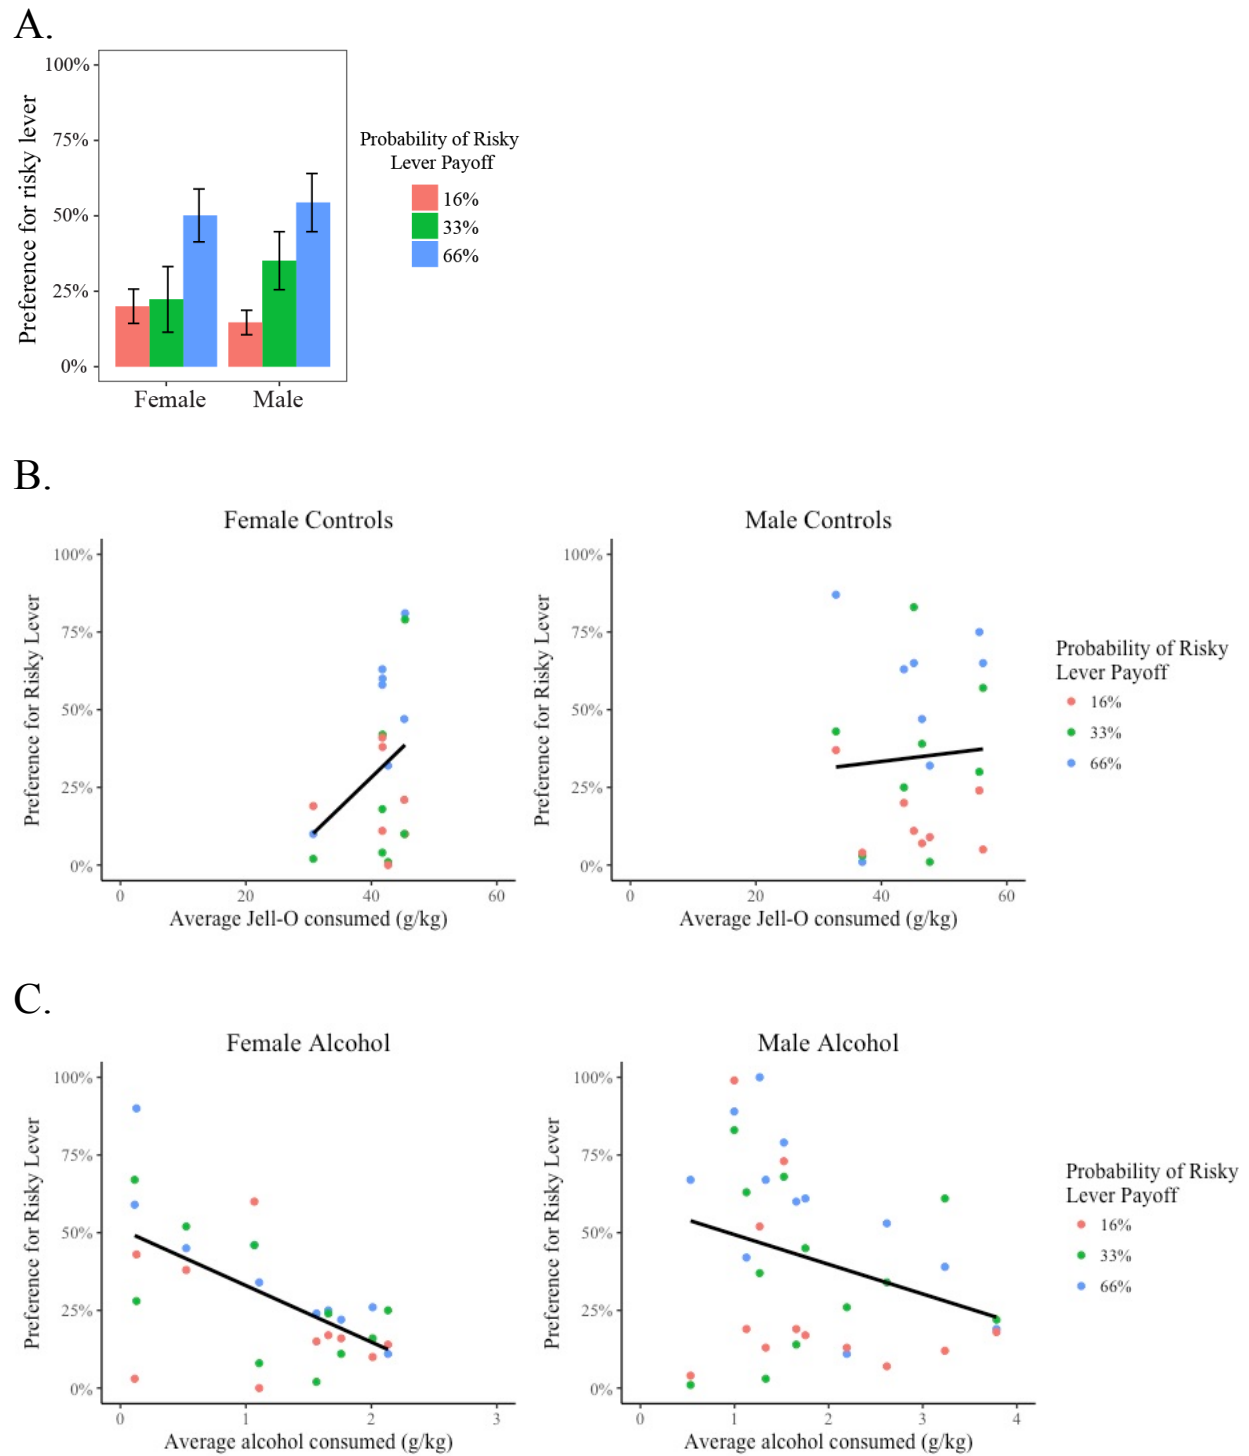 A.
100%
75%
50%
25%
0%
Preference for risky lever
Female
Male
Probability of Risky
Lever Payoff
16%
33%
66%
B.
Female Controls
100%
75%
50%
25%
0%
Preference for Risky Lever
0
20
40
60
Average Jell-O consumed (g/kg)
Male Controls
100%
75%
50%
25%
0%
Preference for Risky Lever
0
20
40
60
Average Jell-O consumed (g/kg)
Probability of Risky
Lever Payoff
16%
33%
66%
C.
Female Alcohol
100%
75%
50%
25%
0%
Preference for Risky Lever
0
1
2
3
Average alcohol consumed (g/kg)
Male Alcohol
100%
75%
50%
25%
0%
Preference for Risky Lever
0
1
2
3
4
Average alcohol consumed (g/kg)
Probability of Risky
Lever Payoff
16%
33%
66%